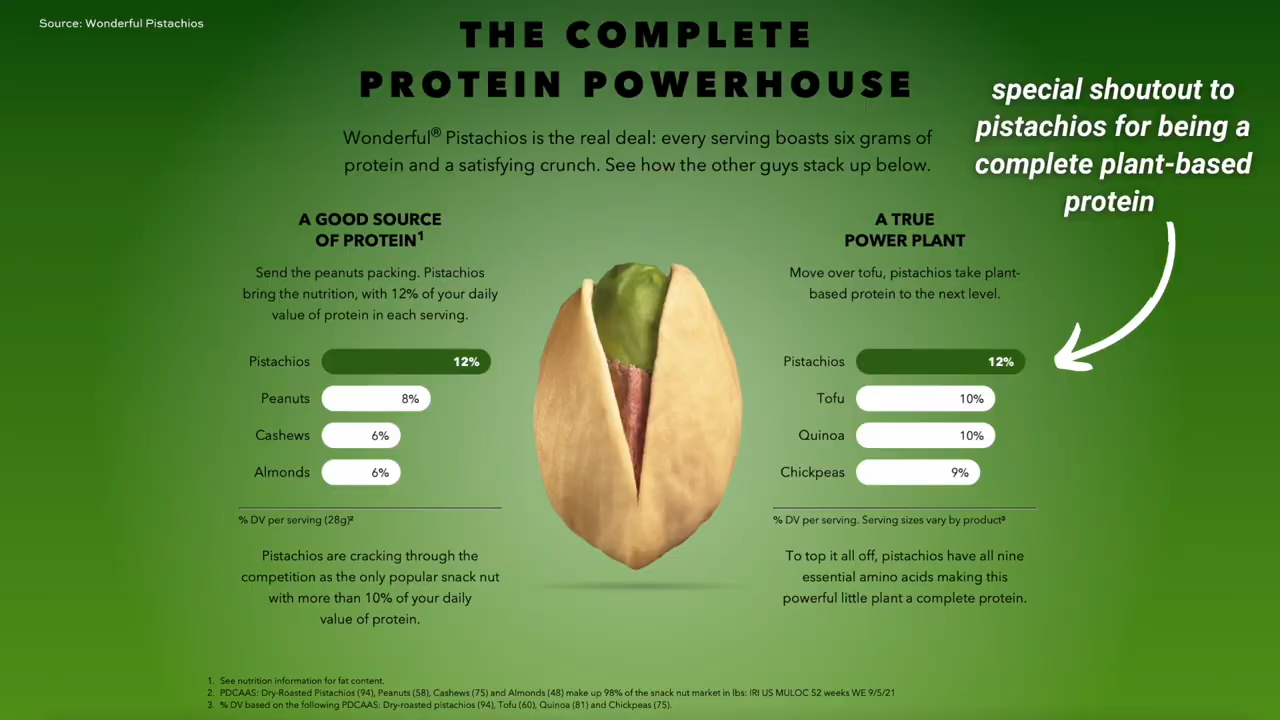 Source: Wonderful Pistachios
THE COMPLETE
PROTEIN POWERHOUSE
Wonderful® Pistachios is the real deal: every serving boasts six grams of
protein and a satisfying crunch. See how the other guys stack up below.
special shoutout to
pistachios for being a
complete plant-based
protein
A GOOD SOURCE
OF PROTEIN¹
Send the peanuts packing. Pistachios
bring the nutrition, with 12% of your daily
value of protein in each serving.
Pistachios 12%
Peanuts 8%
Cashews 6%
Almonds 6%
% DV per serving (28g)²
Pistachios are cracking through the
competition as the only popular snack nut
with more than 10% of your daily
value of protein.
A TRUE
POWER PLANT
Move over tofu, pistachios take plant-
based protein to the next level.
Pistachios 12%
Tofu 10%
Quinoa 10%
Chickpeas 9%
% DV per serving. Serving sizes vary by product³
To top it all off, pistachios have all nine
essential amino acids making this
powerful little plant a complete protein.
1. See nutrition information for fat content.
2. PDCAAS: Dry-Roasted Pistachios (94), Peanuts (58), Cashews (75) and Almonds (48) make up 98% of the snack nut market in lbs: IRI US MULOC 52 weeks WE 9/5/21
3. % DV based on the following PDCAAS: Dry-roasted pistachios (94), Tofu (60), Quinoa (81) and Chickpeas (75).